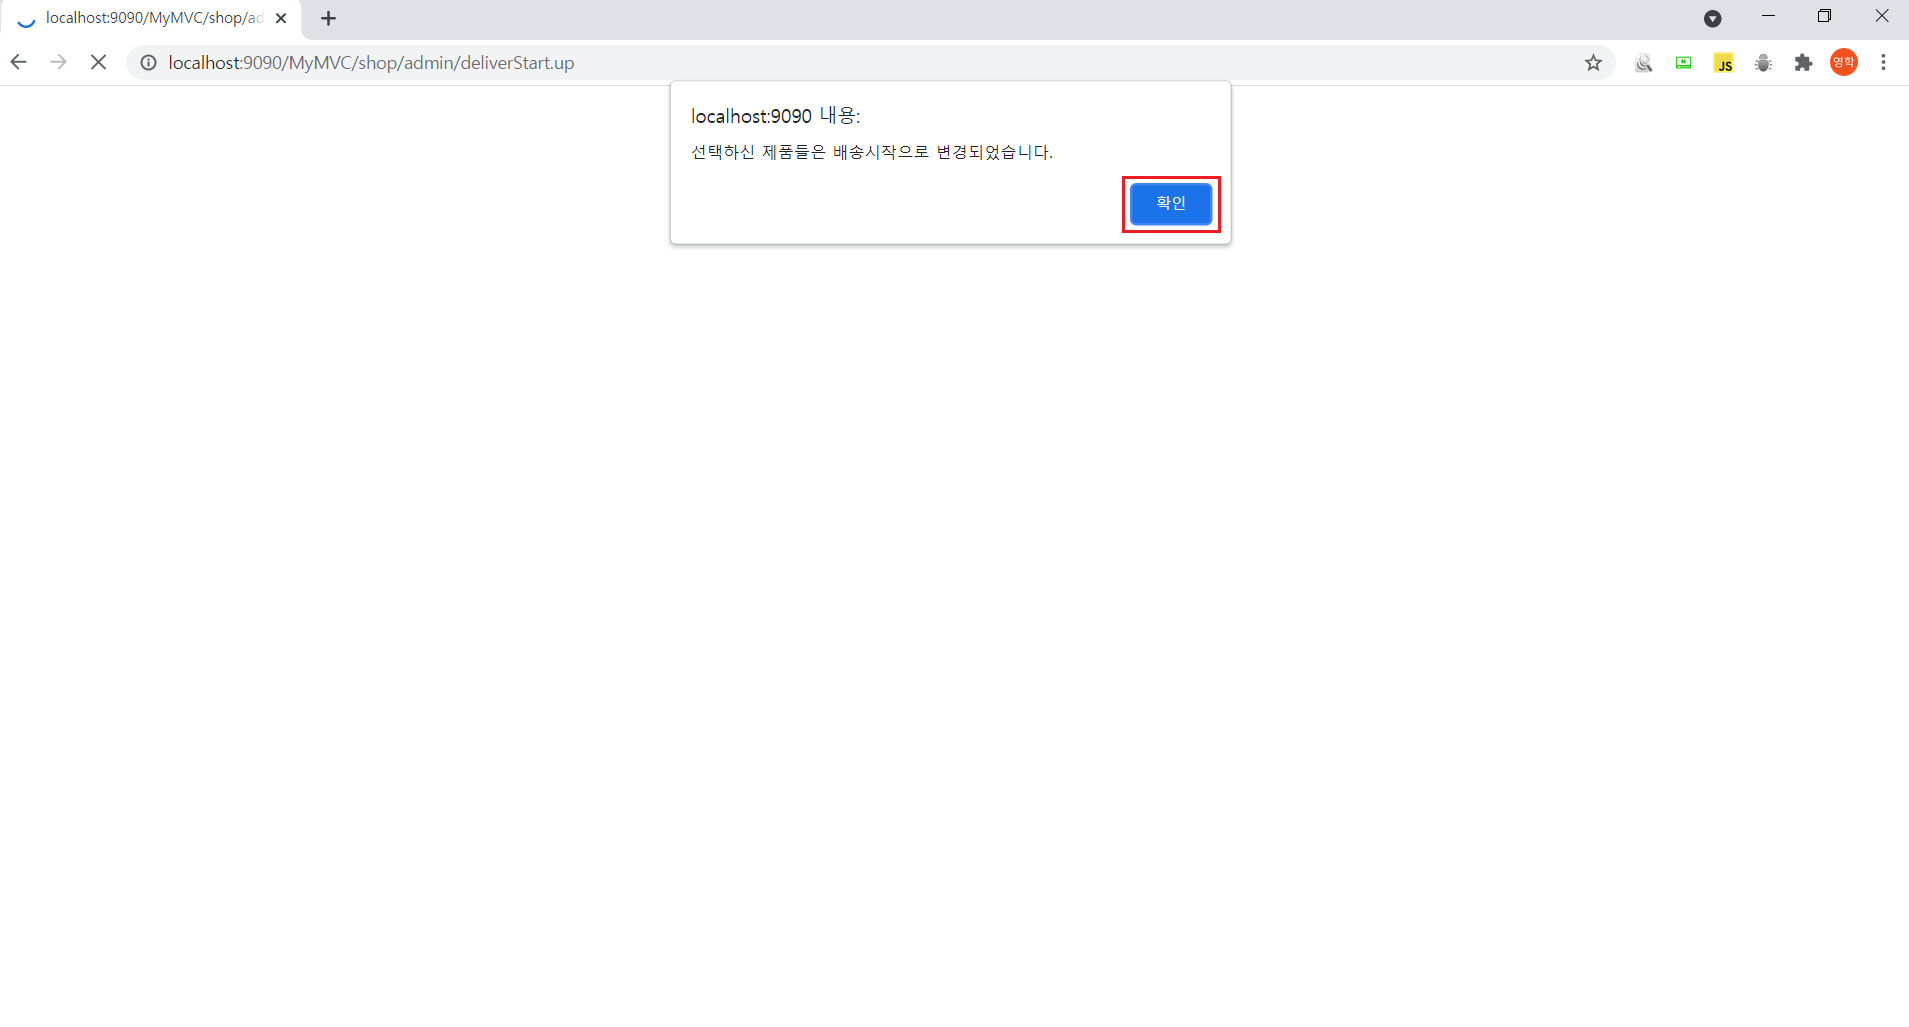 localhost:9090/MyMVC/shop/ad
localhost:9090/MyMVC/shop/admin/deliverStart.up
JS
영학
localhost:9090 내용:
선택하신 제품들은 배송시작으로 변경되었습니다.
확인